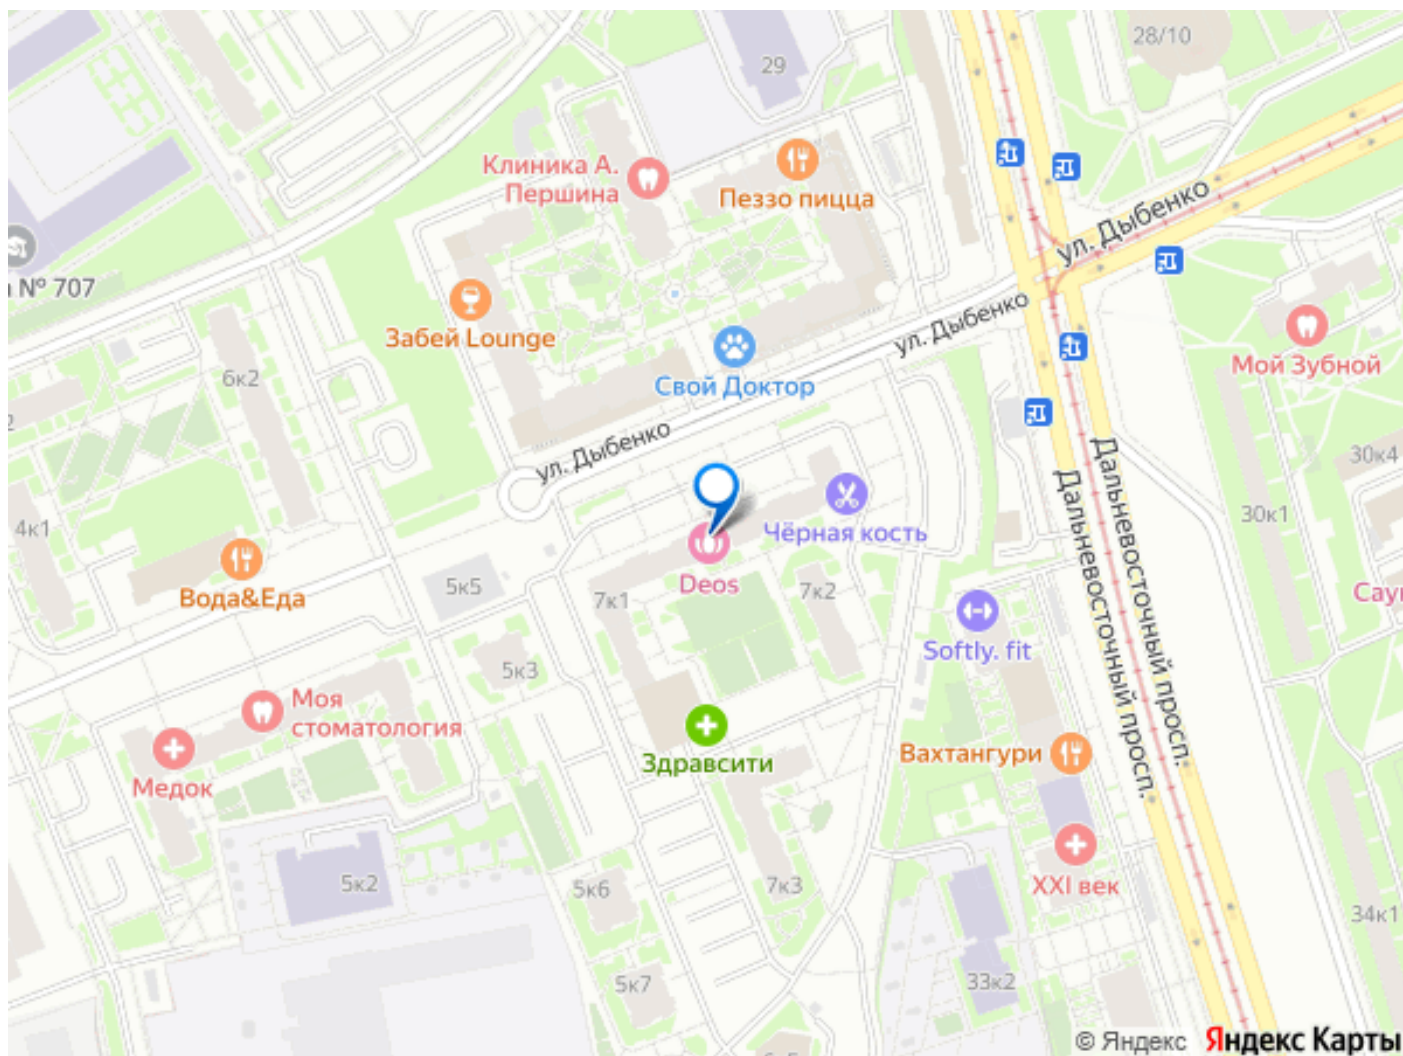 28/10
29
Клиника А.
Першина
Пеззо пицца
ул. Дыбенко
№ 707
Забей Lounge
ул. Дыбенко
Мой Зубной
6к2
Свой Доктор
ул. Дыбенко
Дальневосточный просп.
Дальневосточный просп.
30к4
4к1
30к1
Чёрная кость
Вода&Еда
5к5
7к1
Deos
7к2
Softly. fit
5к3
Моя
стоматология
Медок
Здравсити
Вахтангури
5к2
5к6
7к3
XXI век
34к1
5к7
33к2
© Яндекс Яндекс Карты